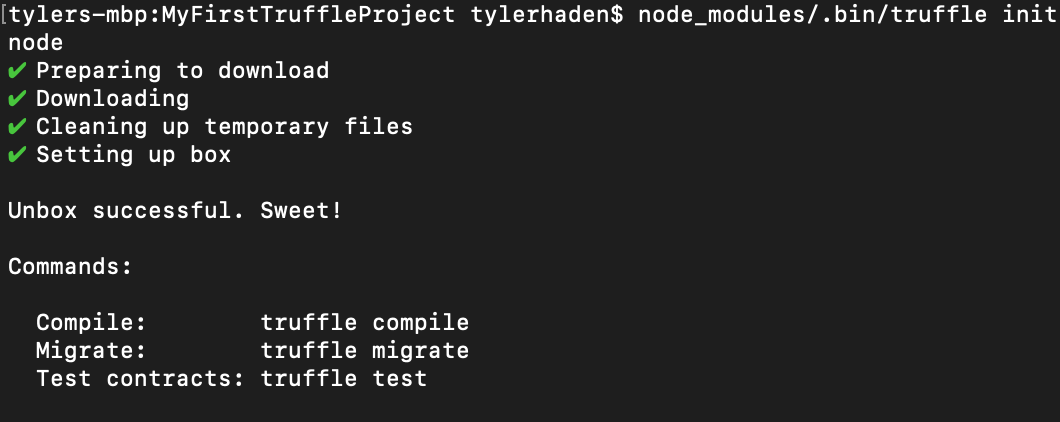 [tylers-mbp:MyFirstTruffleProject tylerhaden$ node_modules/.bin/truffle init
node
✔ Preparing to download
✔ Downloading
✔ Cleaning up temporary files
✔ Setting up box
Unbox successful. Sweet!
Commands:
Compile: truffle compile
Migrate: truffle migrate
Test contracts: truffle test